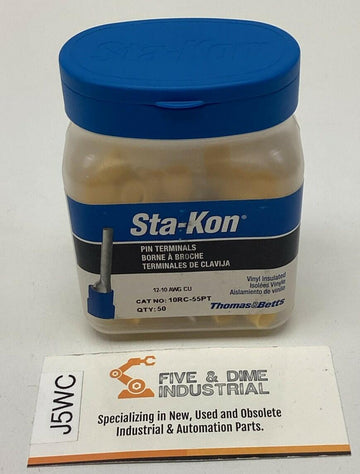 Sta-Kon
Sta-Kon®
PIN TERMINALS
BORNE À BROCHE
TERMINALES DE CLAVIJA
12-10 AWG CU
CAT NO: 10RC-55PT
QTY: 50
Vinyl Insulated
Isolées Vinyle
Aislamiento de vinilo
Thomas&Betts
J5WC
FIVE & DIME
INDUSTRIAL
Specializing in New, Used and Obsolete
Industrial & Automation Parts.